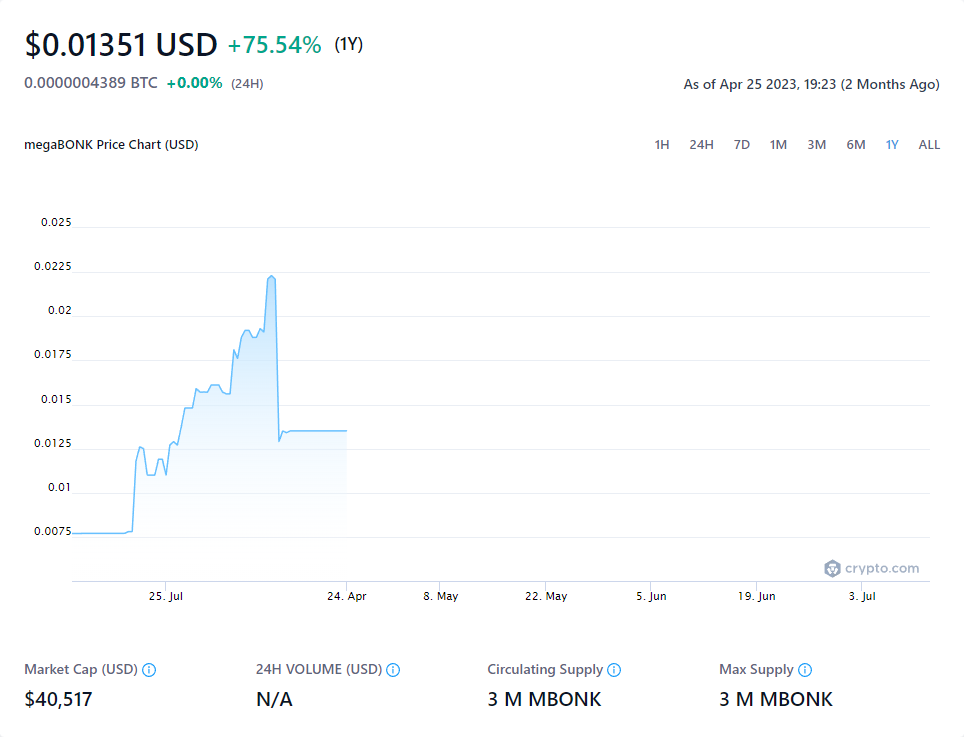 $0.01351 USD +75.54% (1Y)
0.0000004389 BTC +0.00% (24H)
As of Apr 25 2023, 19:23 (2 Months Ago)
megaBONK Price Chart (USD)
1H 24H 7D 1M 3M 6M 1Y ALL
0.025
0.0225
0.02
0.0175
0.015
0.0125
0.01
0.0075
crypto.com
25. Jul 24. Apr 8. May 22. May 5. Jun 19. Jun 3. Jul
Market Cap (USD) 24H VOLUME (USD) Circulating Supply Max Supply
$40,517 N/A 3 M MBONK 3 M MBONK